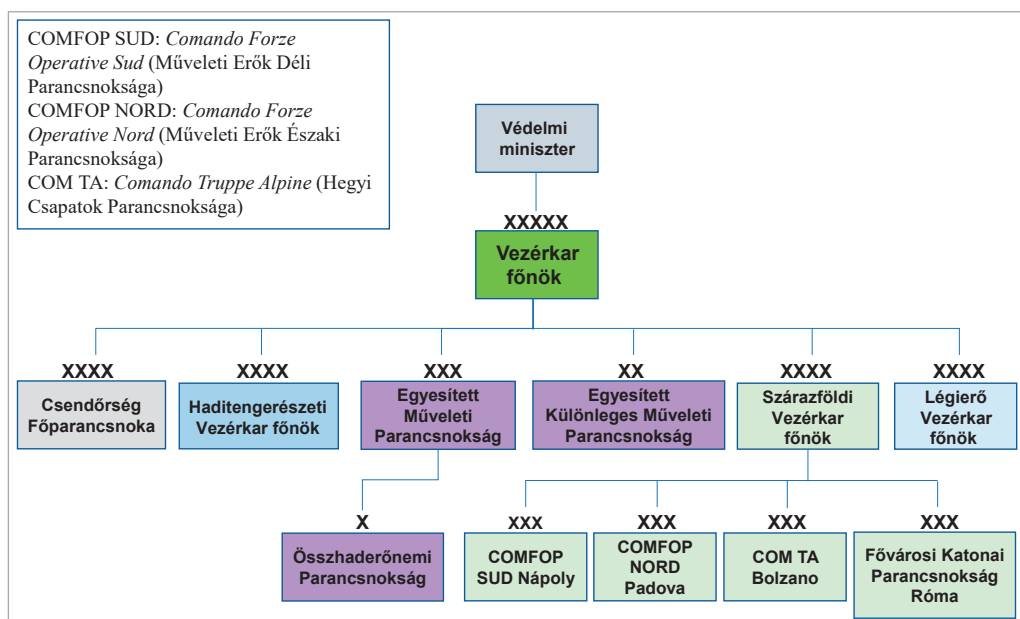 COMFOP SUD: Comando Forze
Operative Sud (Műveleti Erők Déli
Parancsnoksága)
COMFOP NORD: Comando Forze
Operative Nord (Műveleti Erők Északi
Parancsnoksága)
COM TA: Comando Truppe Alpine (Hegyi
Csapatok Parancsnoksága)
Védelmi
miniszter
XXXXX
Vezérkar
főnök
XXXX
Csendőrség
Főparancsnoka
XXXX
Haditengerészeti
Vezérkar főnök
XXX
Egyesített
Műveleti
Parancsnokság
XX
Egyesített
Különleges Műveleti
Parancsnokság
XXXX
Szárazföldi
Vezérkar
főnök
XXXX
Légierő
Vezérkar
főnök
X
Összhaderőnemi
Parancsnokság
XXX
COMFOP
SUD Nápoly
XXX
COMFOP
NORD
Padova
XXX
COM TA
Bolzano
XXX
Fővárosi Katonai
Parancsnokság
Róma